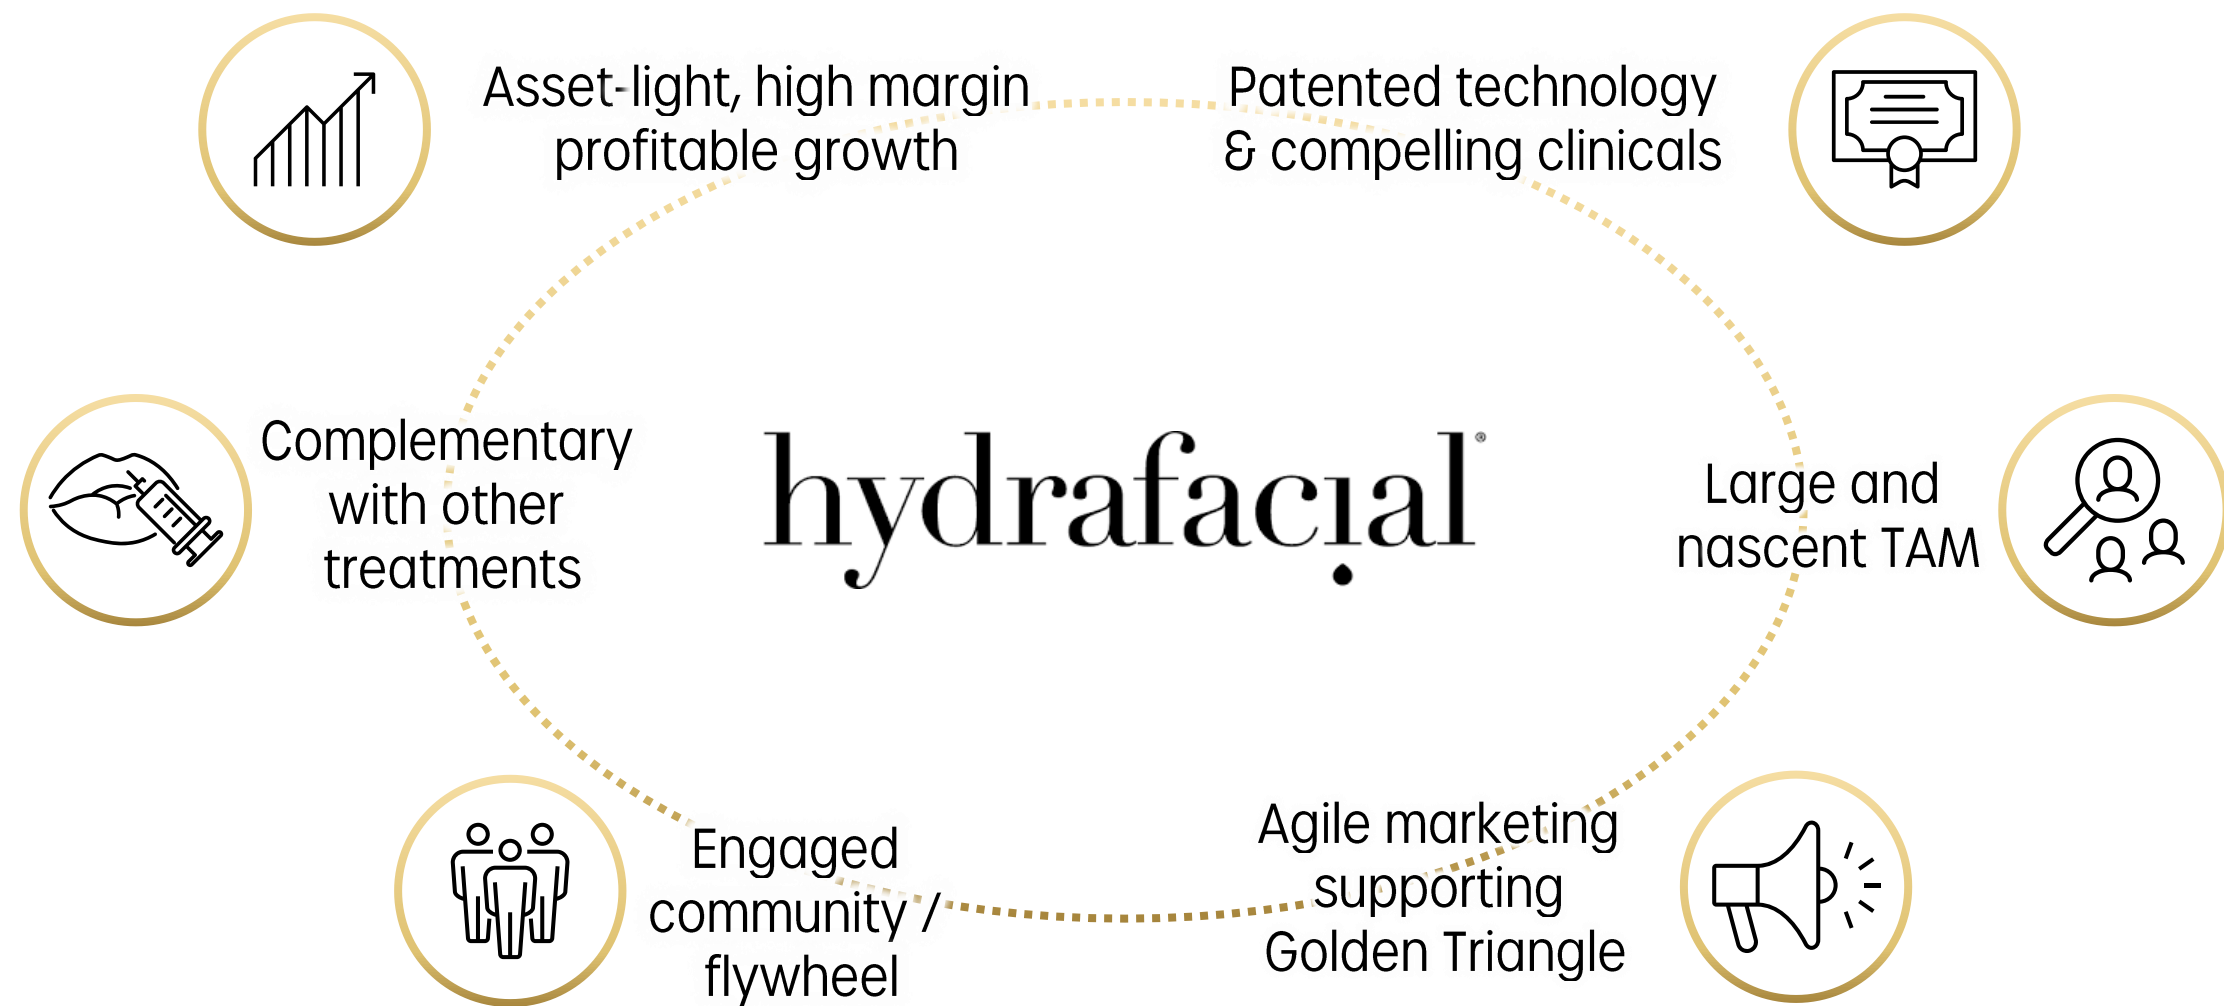 Asset-light, high margin
profitable growth
Patented technology
& compelling clinicals
Complementary
with other
treatments
hydrafacial®
Large and
nascent TAM
Engaged
community /
flywheel
Agile marketing
supporting
Golden Triangle